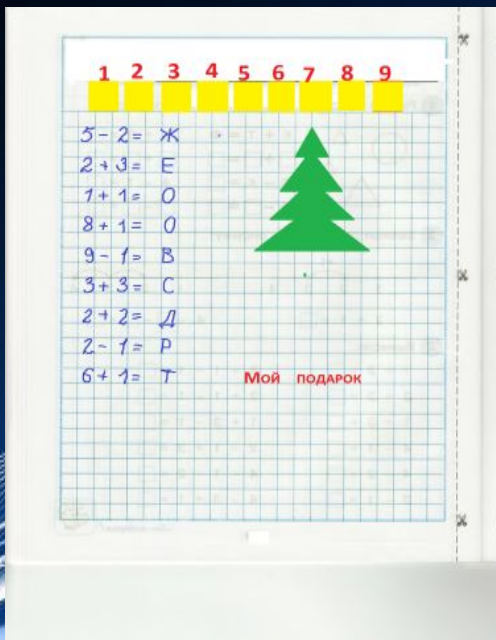 1 2 3 4 5 6 7 8 9
5 - 2 = Ж
2 + 3 = Е
1 + 1 = О
8 + 1 = О
9 - 1 = В
3 + 3 = С
2 + 2 = Д
2 - 1 = Р
6 + 1 = Т
Мой подарок